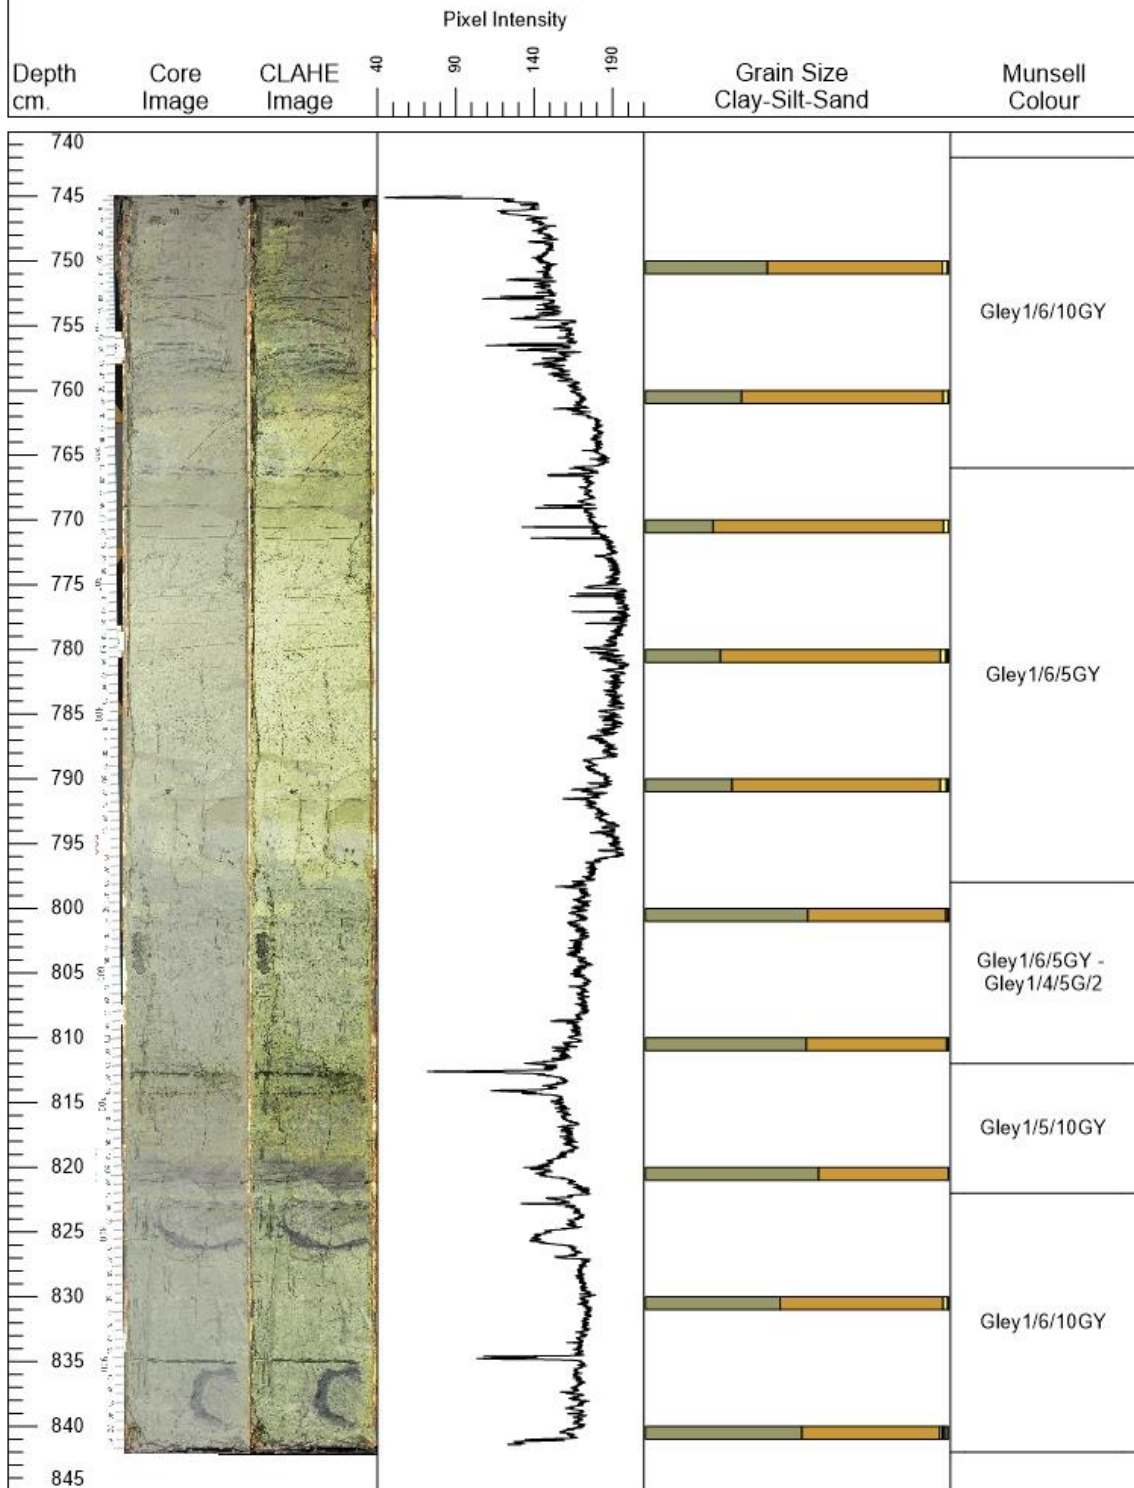 Pixel Intensity
40 90 140 190
Depth
cm.
Core
Image
CLAHE
Image
Grain Size
Clay-Silt-Sand
Munsell
Colour
740
745
750
755
760
765
770
775
780
785
790
795
800
805
810
815
820
825
830
835
840
845
Gley1/6/10GY
Gley1/6/5GY
Gley1/6/5GY -
Gley1/4/5G/2
Gley1/5/10GY
Gley1/6/10GY